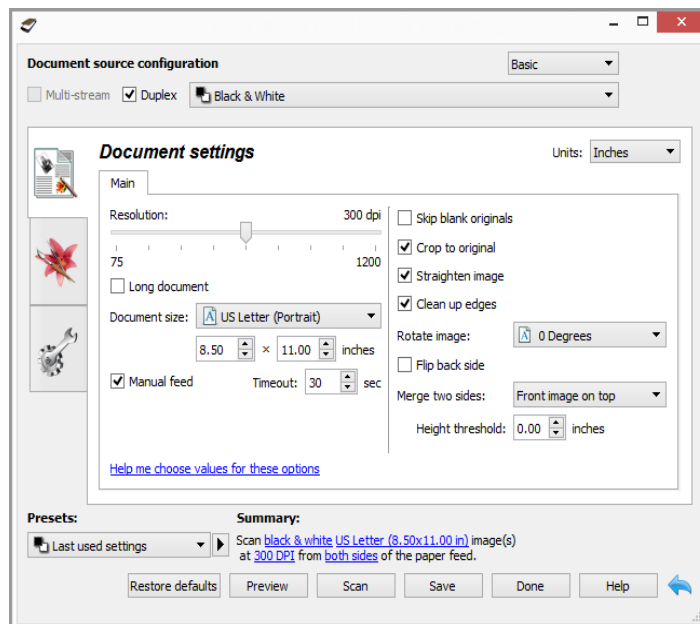 Document source configuration
Basic
Multi-stream
Duplex
Black & White
Document settings
Units:
Inches
Main
Resolution:
300 dpi
75
1200
Long document
Document size:
US Letter (Portrait)
8.50
×
11.00
inches
Manual feed
Timeout:
30
sec
Help me choose values for these options
Skip blank originals
Crop to original
Straighten image
Clean up edges
Rotate image:
0 Degrees
Flip back side
Merge two sides:
Front image on top
Height threshold:
0.00
inches
Presets:
Last used settings
Summary:
Scan black & white US Letter (8.50x11.00 in) image(s)
at 300 DPI from both sides of the paper feed.
Restore defaults
Preview
Scan
Save
Done
Help